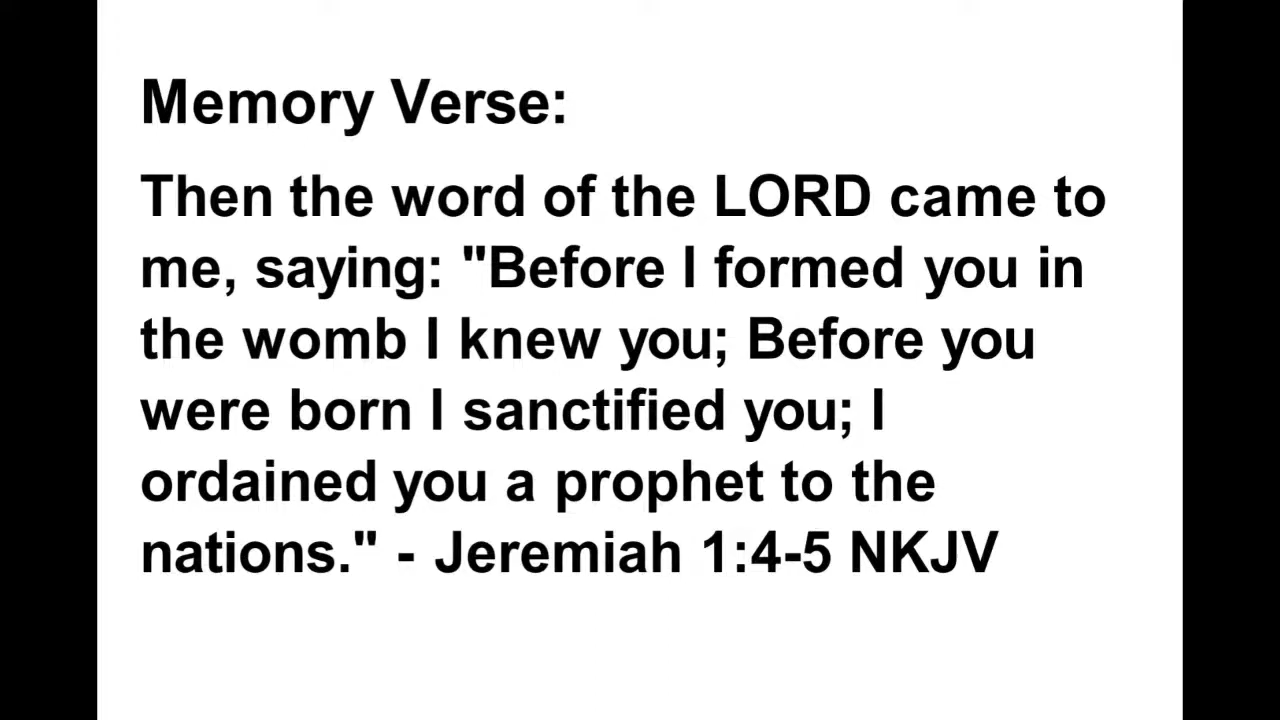 Memory Verse:
Then the word of the LORD came to
me, saying: "Before I formed you in
the womb I knew you; Before you
were born I sanctified you; I
ordained you a prophet to the
nations." - Jeremiah 1:4-5 NKJV